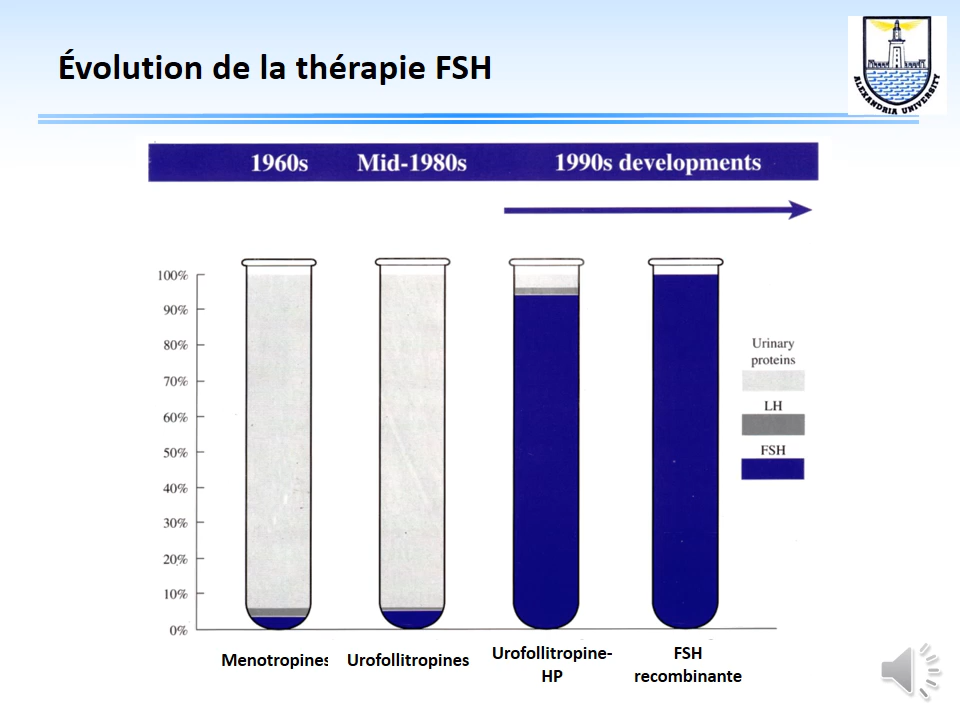 Évolution de la thérapie FSH
ALEXANDRIA UNIVERSITY
1960s Mid-1980s 1990s developments
100%
90%
80%
70%
60%
50%
40%
30%
20%
10%
0%
Urinary
proteins
LH
FSH
Menotropines Urofollitropines Urofollitropine-
HP
FSH
recombinante